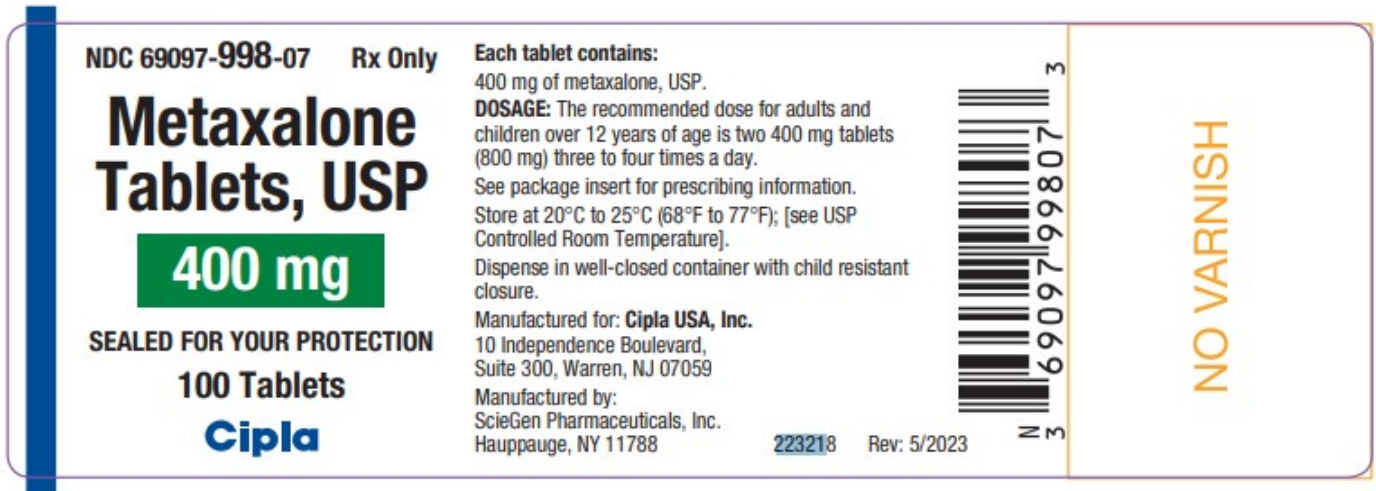 NDC 69097-998-07 Rx Only
Metaxalone
Tablets, USP
400 mg
SEALED FOR YOUR PROTECTION
100 Tablets
Cipla
Each tablet contains:
400 mg of metaxalone, USP.
DOSAGE: The recommended dose for adults and
children over 12 years of age is two 400 mg tablets
(800 mg) three to four times a day.
See package insert for prescribing information.
Store at 20°C to 25°C (68°F to 77°F); [see USP
Controlled Room Temperature].
Dispense in well-closed container with child resistant
closure.
Manufactured for: Cipla USA, Inc.
10 Independence Boulevard,
Suite 300, Warren, NJ 07059
Manufactured by:
ScieGen Pharmaceuticals, Inc.
Hauppauge, NY 11788 223218 Rev: 5/2023
N
3 69097 99807 3
NO VARNISH